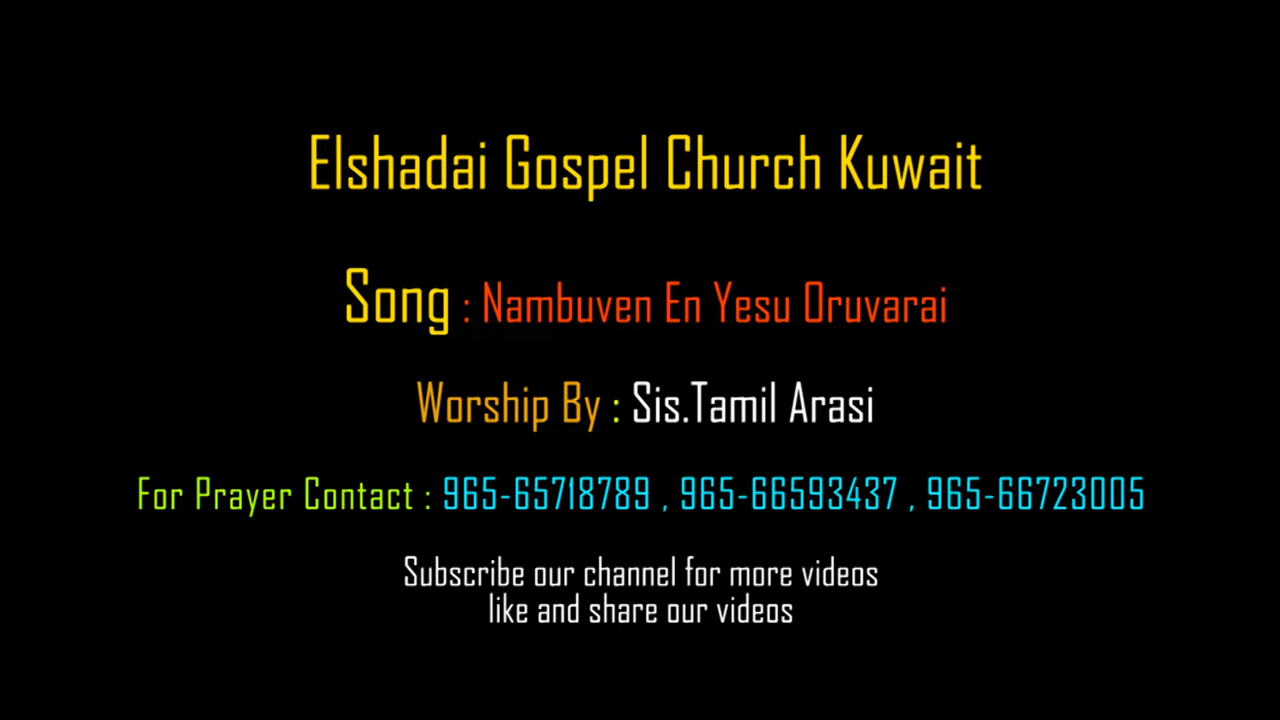 Elshadai Gospel Church Kuwait
Song : Nambuven En Yesu Oruvarai
Worship By : Sis.Tamil Arasi
For Prayer Contact : 965-65718789 , 965-66593437 , 965-66723005
Subscribe our channel for more videos
like and share our videos